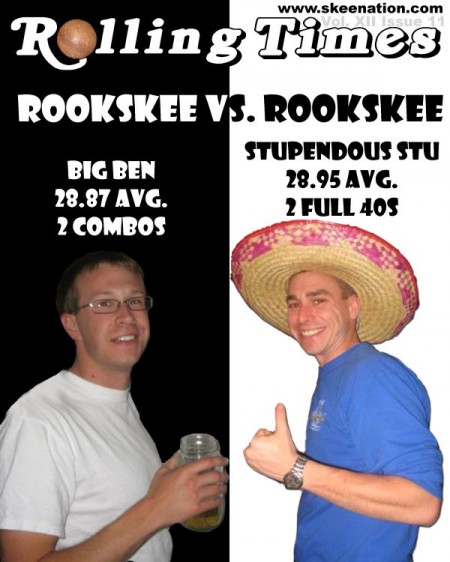 www.skeenation.com
Vol. XII Issue 11
Rolling Times
ROOKSKEE VS. ROOKSKEE
BIG BEN
28.87 AVG.
2 COMBOS
STUPENDOUS STU
28.95 AVG.
2 FULL 40S